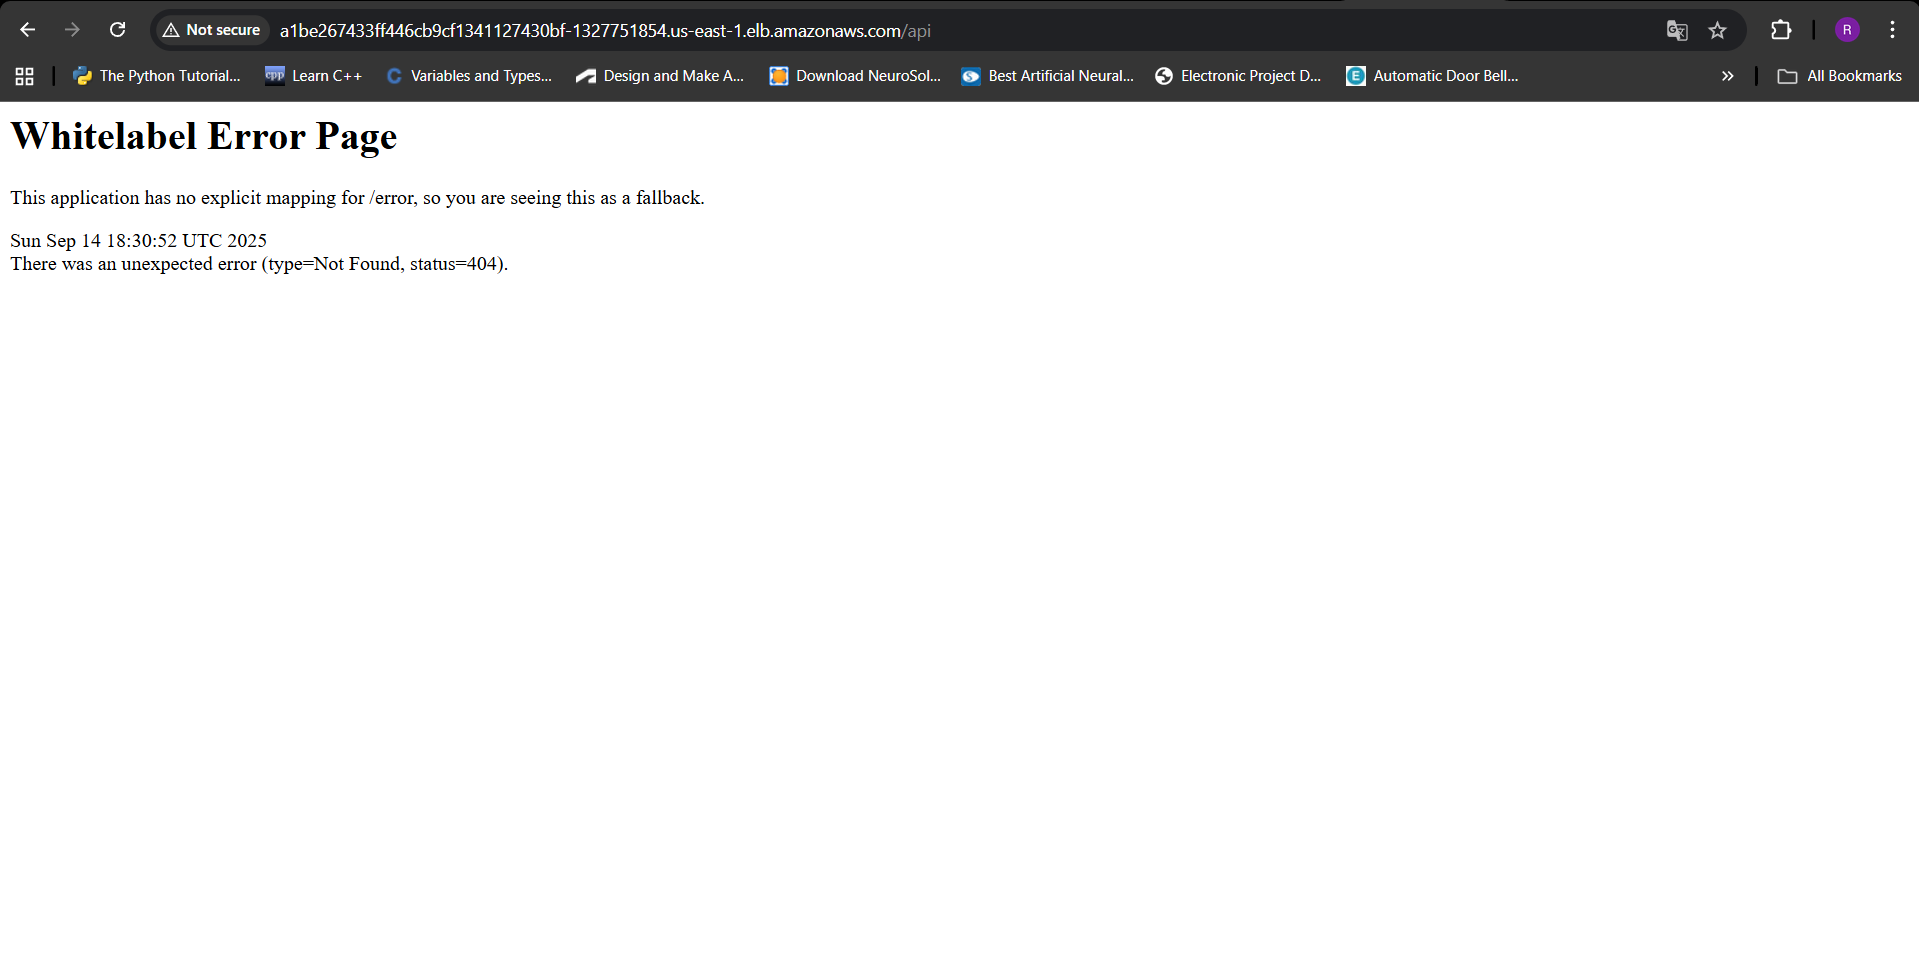 Not secure
a1be267433ff446cb9cf1341127430bf-1327751854.us-east-1.elb.amazonaws.com/api
R
The Python Tutorial...
cpp Learn C++
C Variables and Types...
Design and Make A...
Download NeuroSol...
S Best Artificial Neural...
Electronic Project D...
E Automatic Door Bell...
»
All Bookmarks
Whitelabel Error Page
This application has no explicit mapping for /error, so you are seeing this as a fallback.
Sun Sep 14 18:30:52 UTC 2025
There was an unexpected error (type=Not Found, status=404).